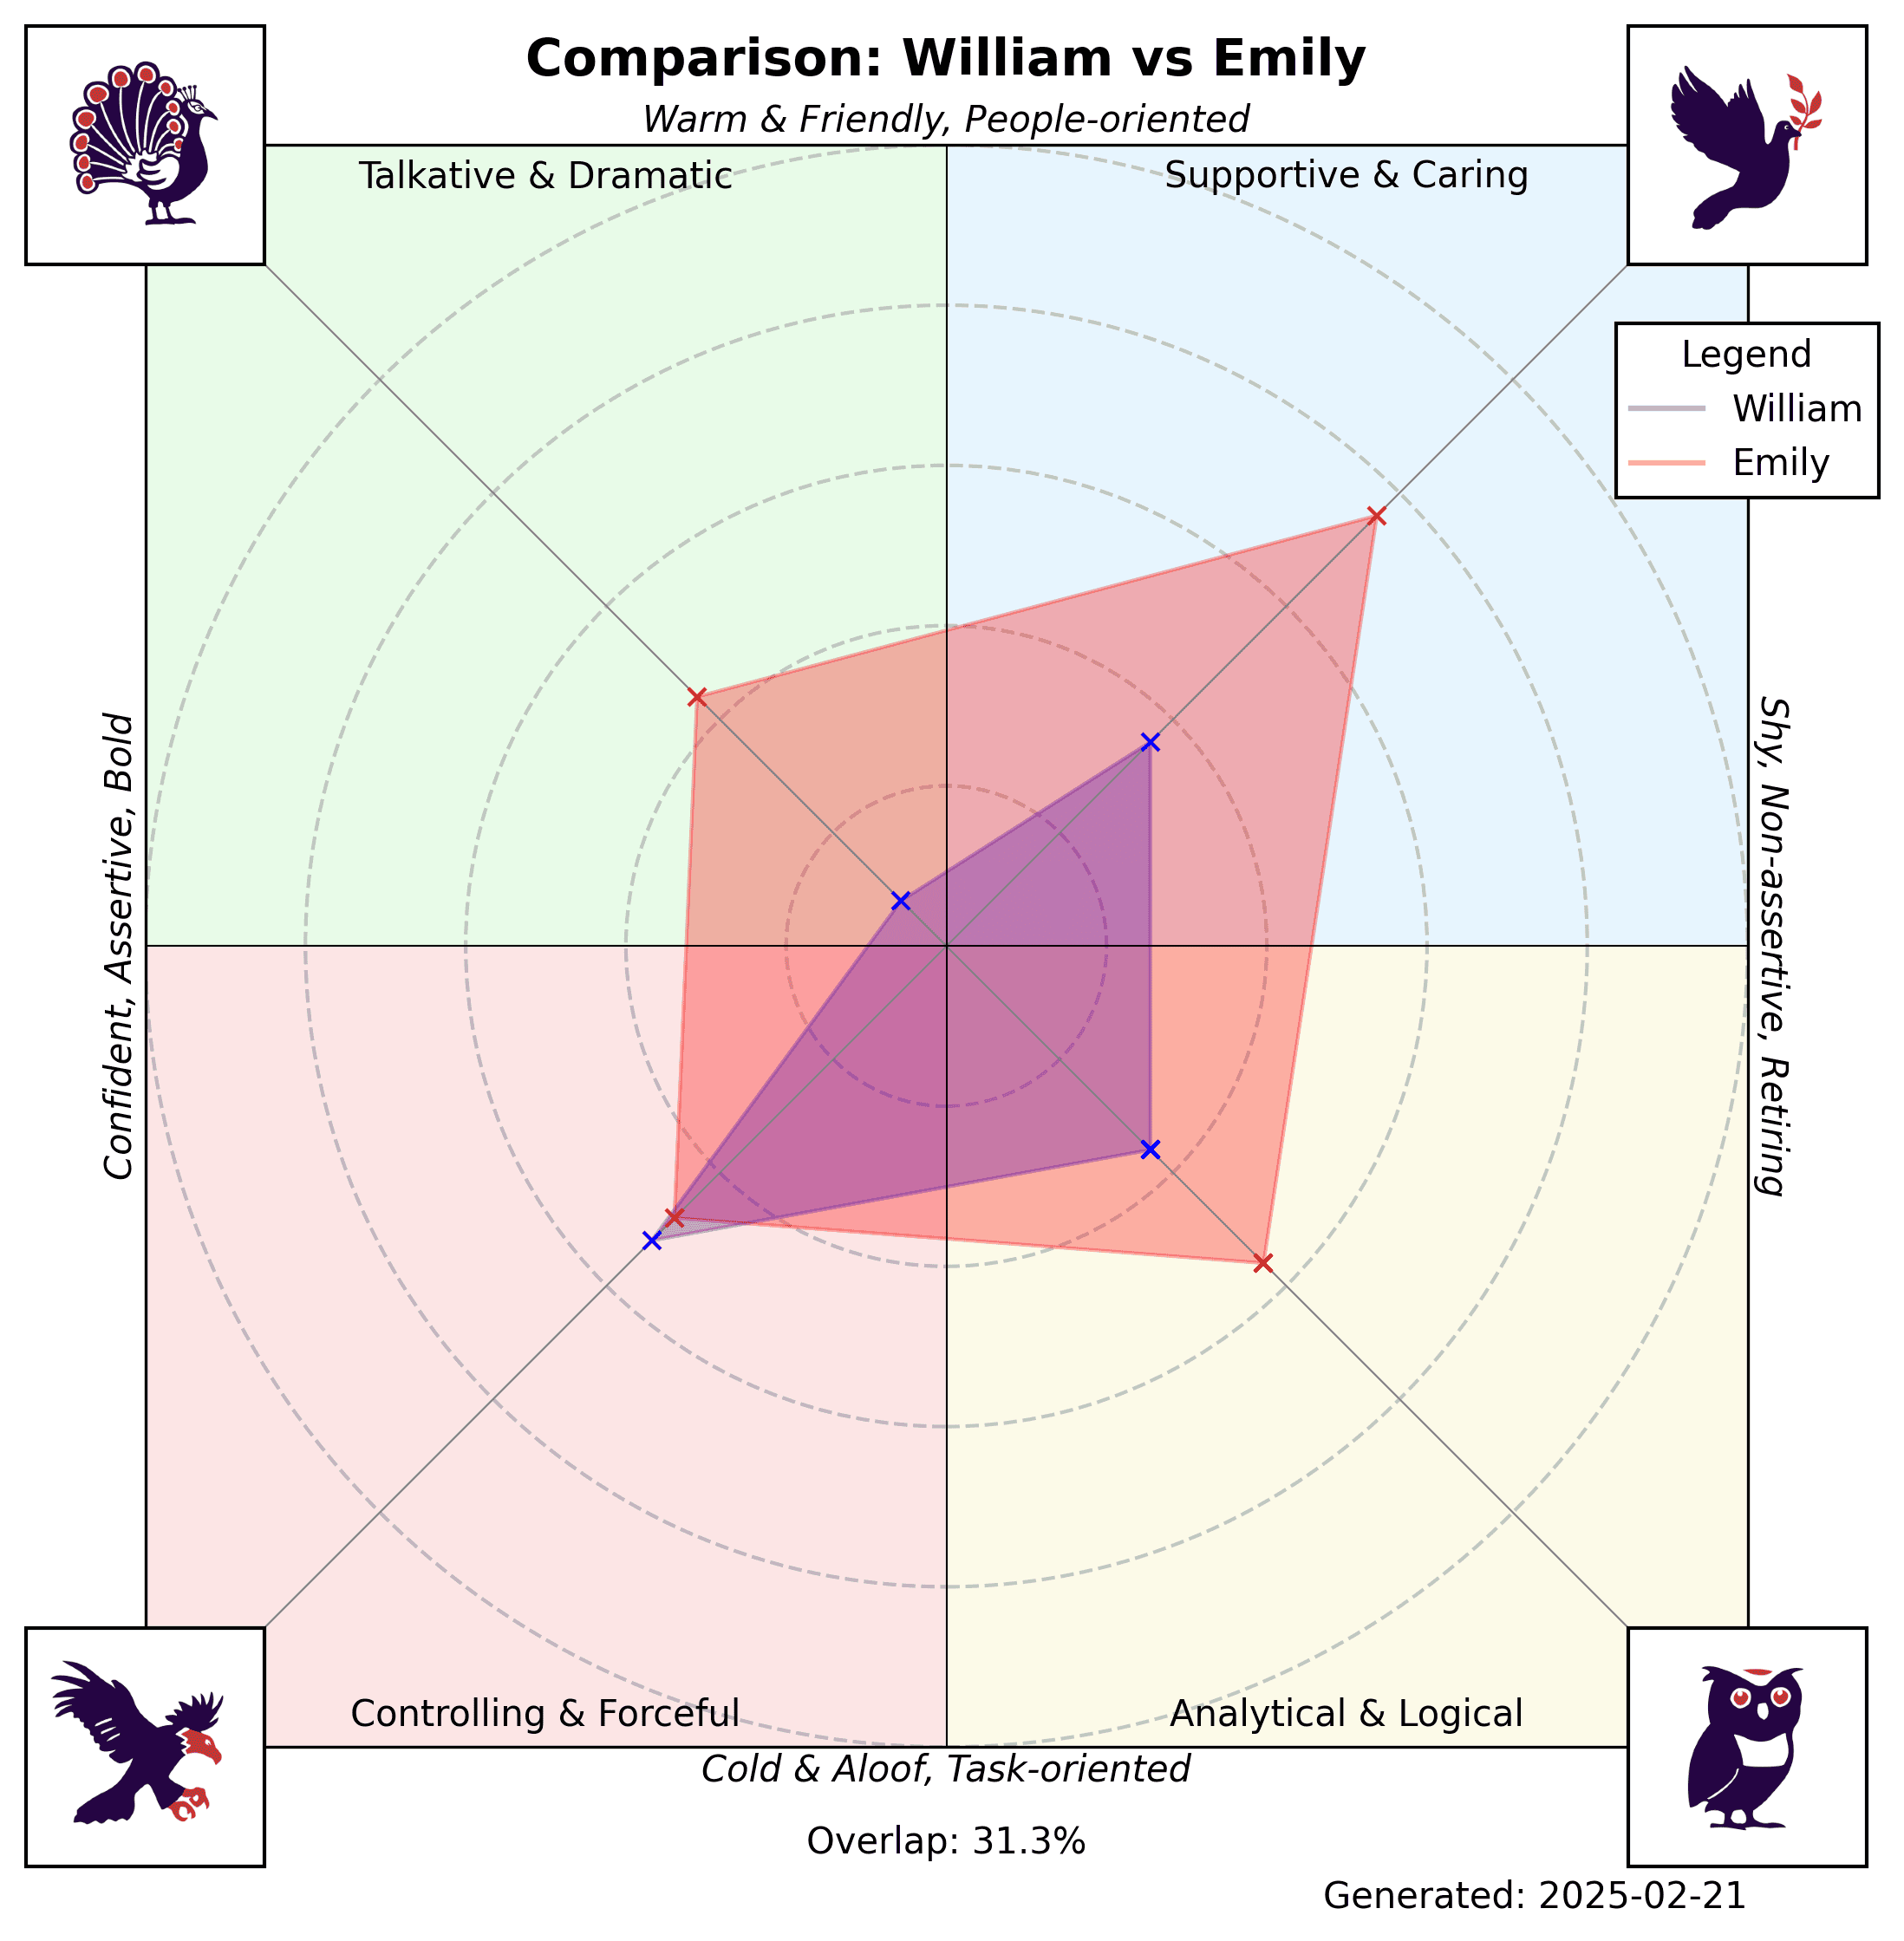 Comparison: William vs Emily
Warm & Friendly, People-oriented
Talkative & Dramatic
Supportive & Caring
Legend
William
Emily
Confident, Assertive, Bold
Shy, Non-assertive, Retiring
Controlling & Forceful
Analytical & Logical
Cold & Aloof, Task-oriented
Overlap: 31.3%
Generated: 2025-02-21